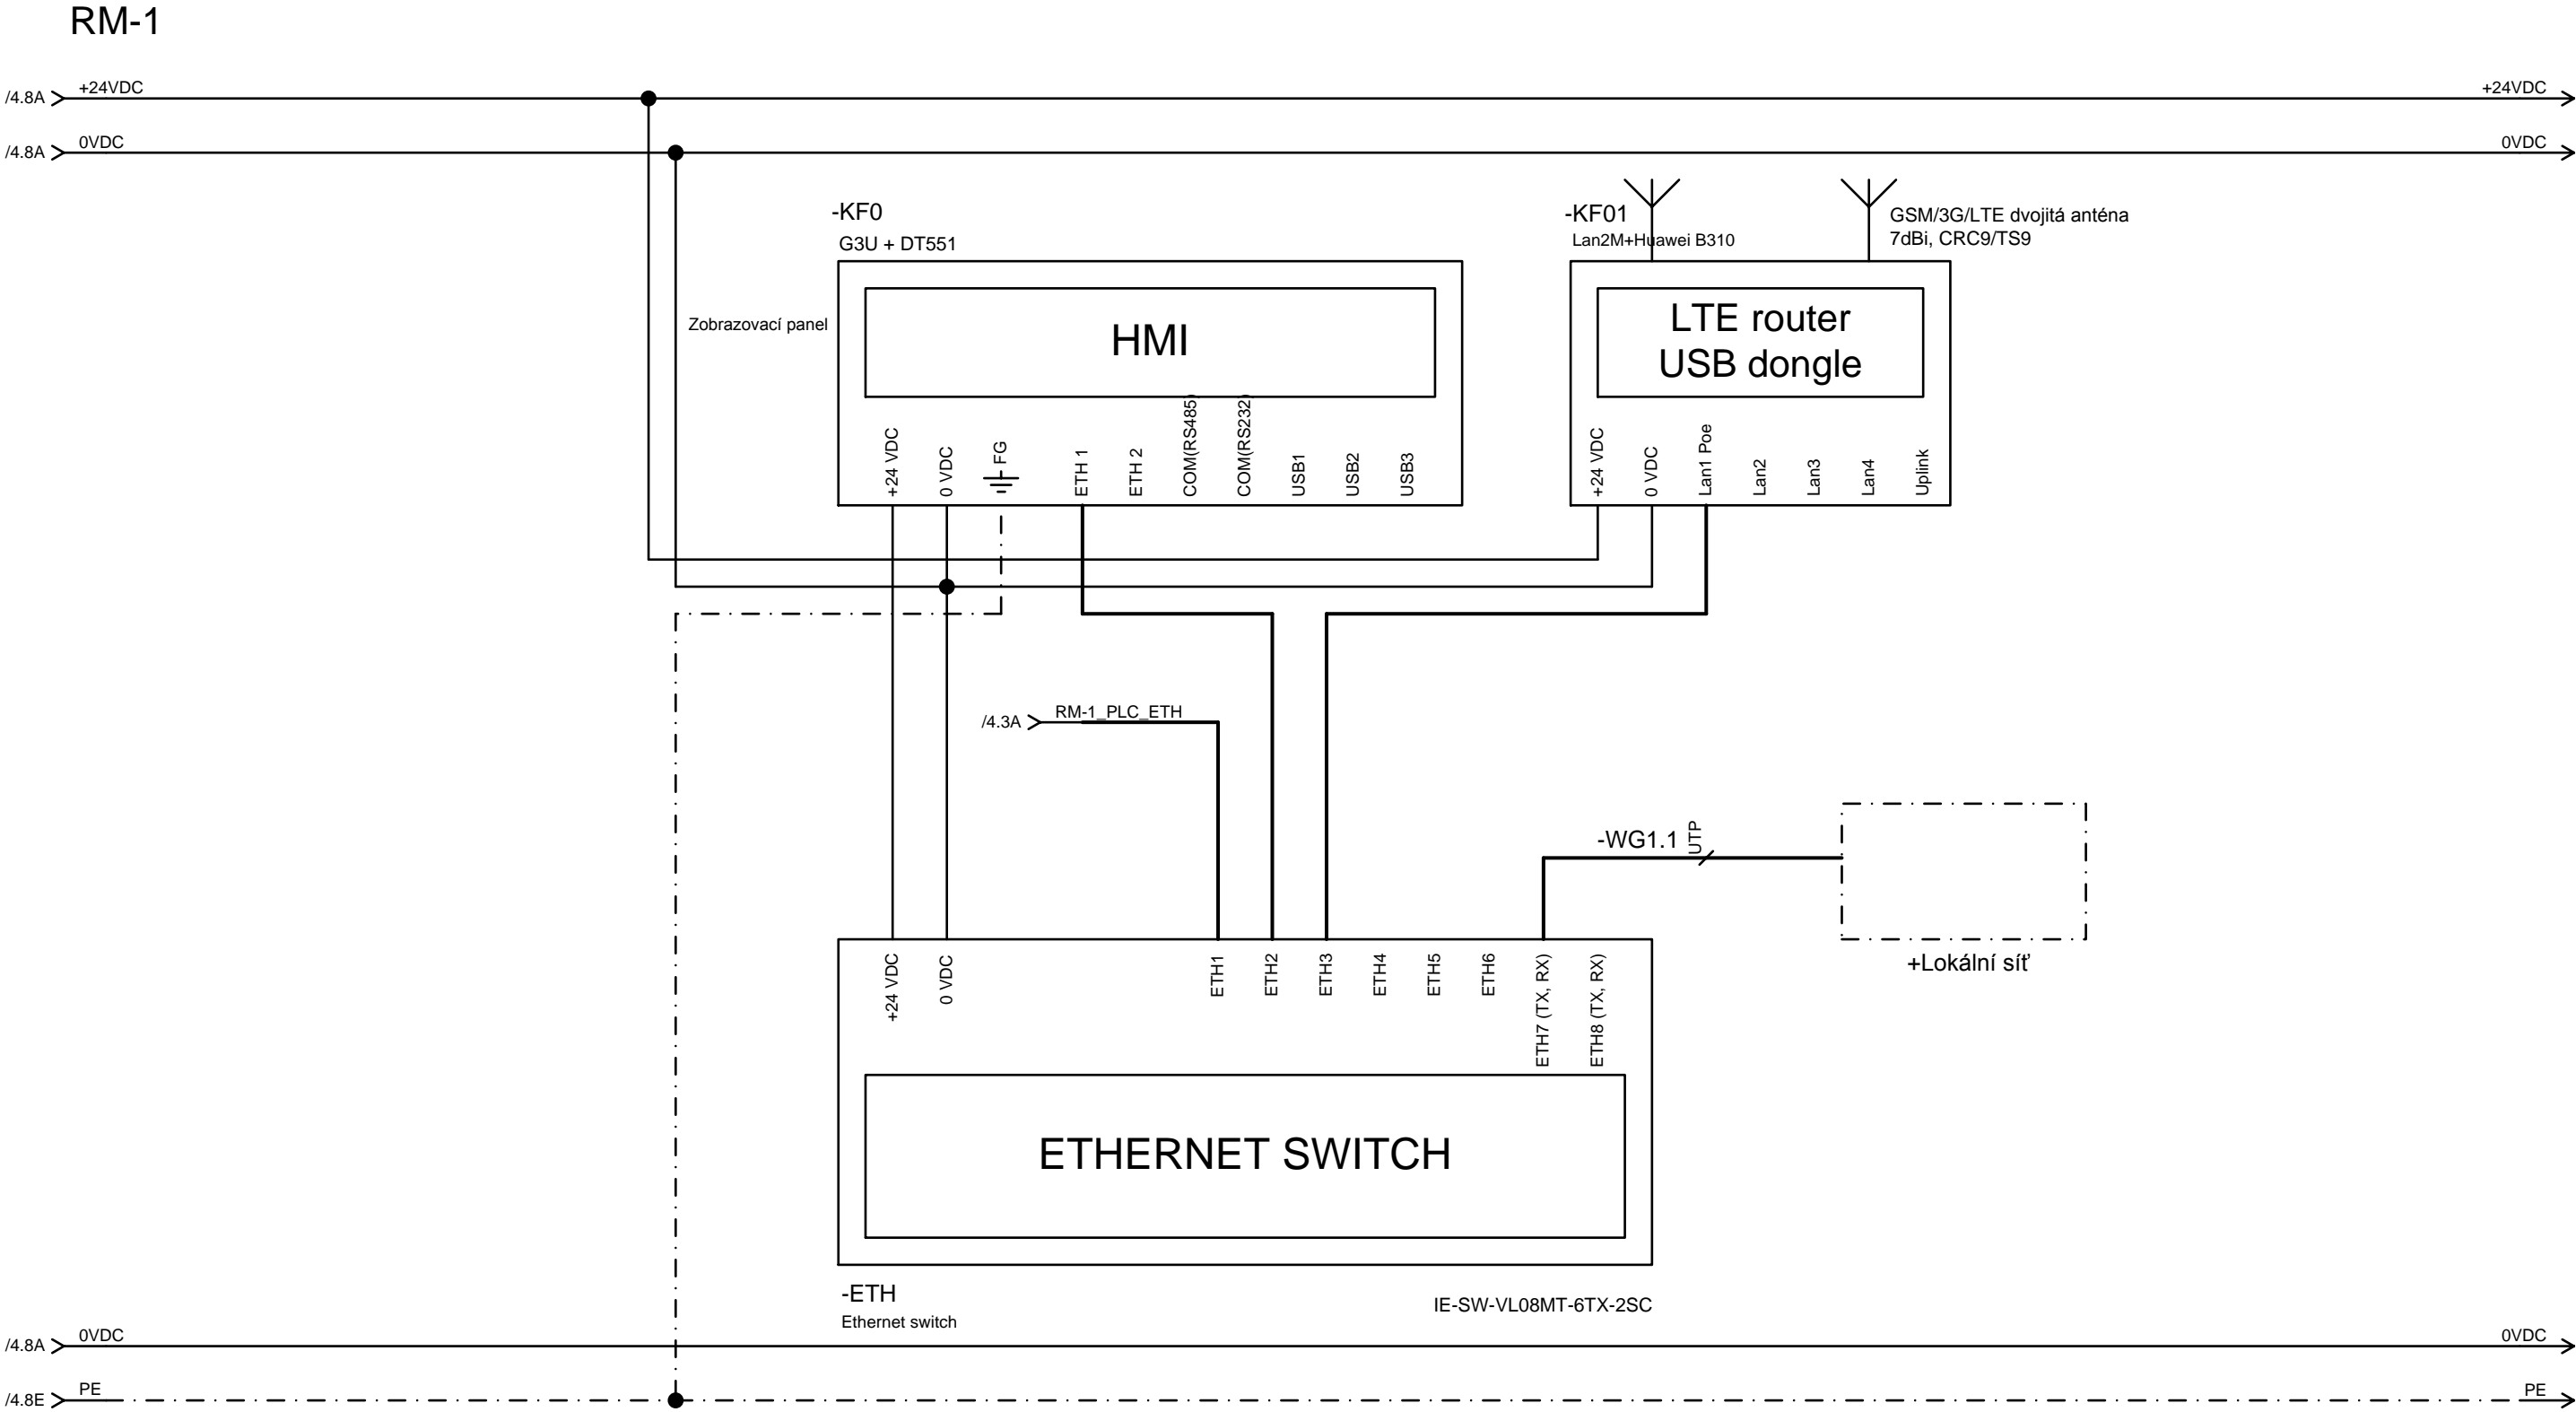 RM-1
/4.8A
+24VDC
+24VDC
/4.8A
0VDC
0VDC
-KF0
G3U + DT551
Zobrazovací panel
HMI
+24 VDC
0 VDC
FG
ETH 1
ETH 2
COM(RS485)
COM(RS232)
USB1
USB2
USB3
-KF01
Lan2M+Huawei B310
GSM/3G/LTE dvojitá anténa
7dBi, CRC9/TS9
LTE router
USB dongle
+24 VDC
0 VDC
Lan1 Poe
Lan2
Lan3
Lan4
Uplink
/4.3A
RM-1_PLC_ETH
-WG1.1
UTP
+Lokální síť
+24 VDC
0 VDC
ETH1
ETH2
ETH3
ETH4
ETH5
ETH6
ETH7 (TX, RX)
ETH8 (TX, RX)
ETHERNET SWITCH
-ETH
Ethernet switch
IE-SW-VL08MT-6TX-2SC
/4.8A
0VDC
0VDC
/4.8E
PE
PE